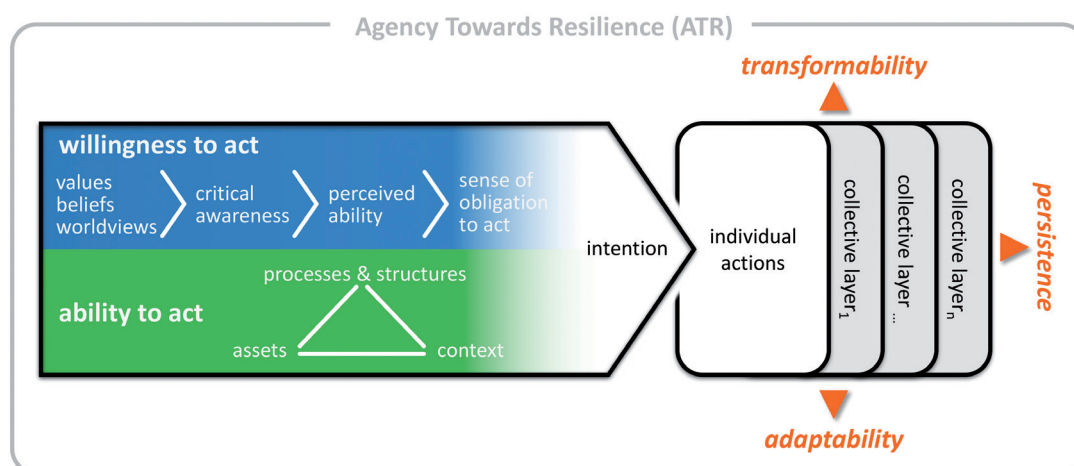 Agency Towards Resilience (ATR)
transformability
willingness to act
values
beliefs
worldviews
critical
awareness
perceived
ability
sense of
obligation
to act
processes & structures
ability to act
assets
context
intention
individual
actions
collective layer1
collective layer...
collective layern
persistence
adaptability